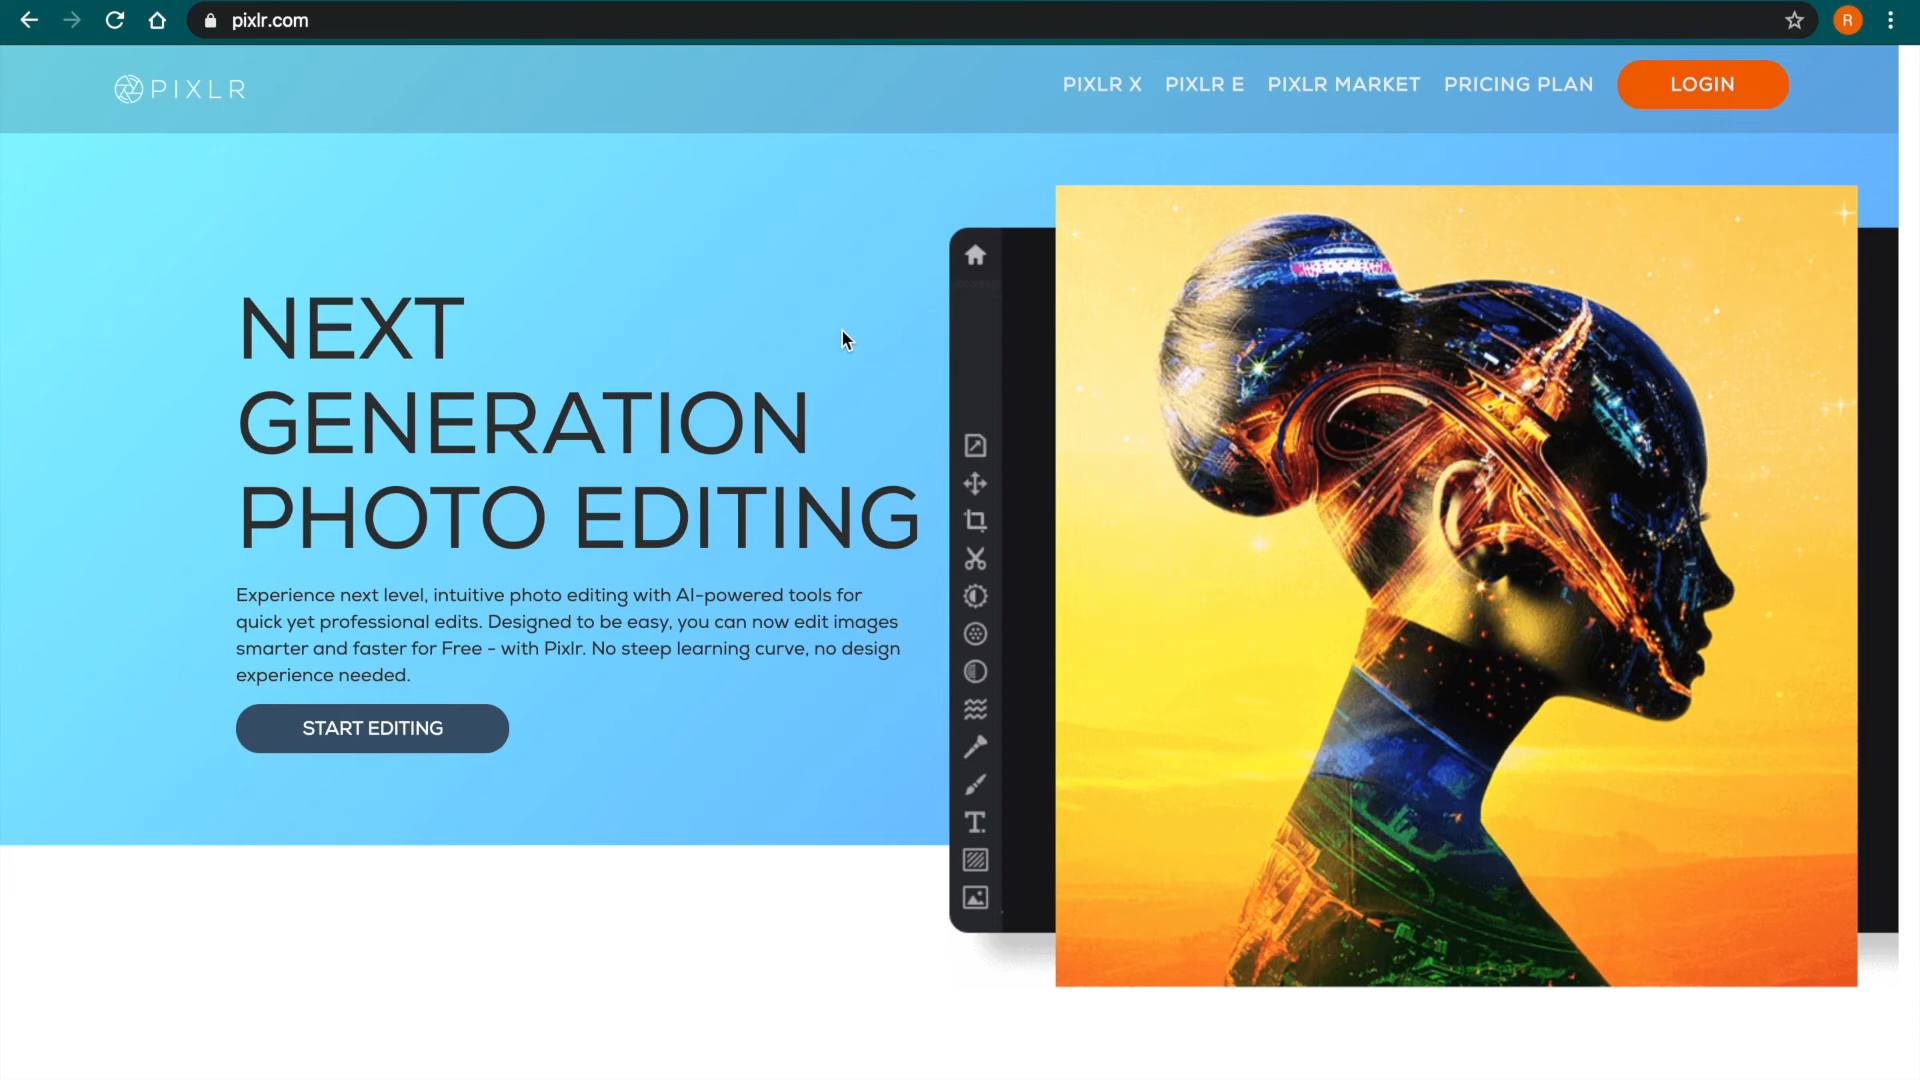 pixlr.com
R
PIXLR
PIXLR X
PIXLR E
PIXLR MARKET
PRICING PLAN
LOGIN
NEXT
GENERATION
PHOTO EDITING
Experience next level, intuitive photo editing with AI-powered tools for
quick yet professional edits. Designed to be easy, you can now edit images
smarter and faster for Free - with Pixlr. No steep learning curve, no design
experience needed.
START EDITING